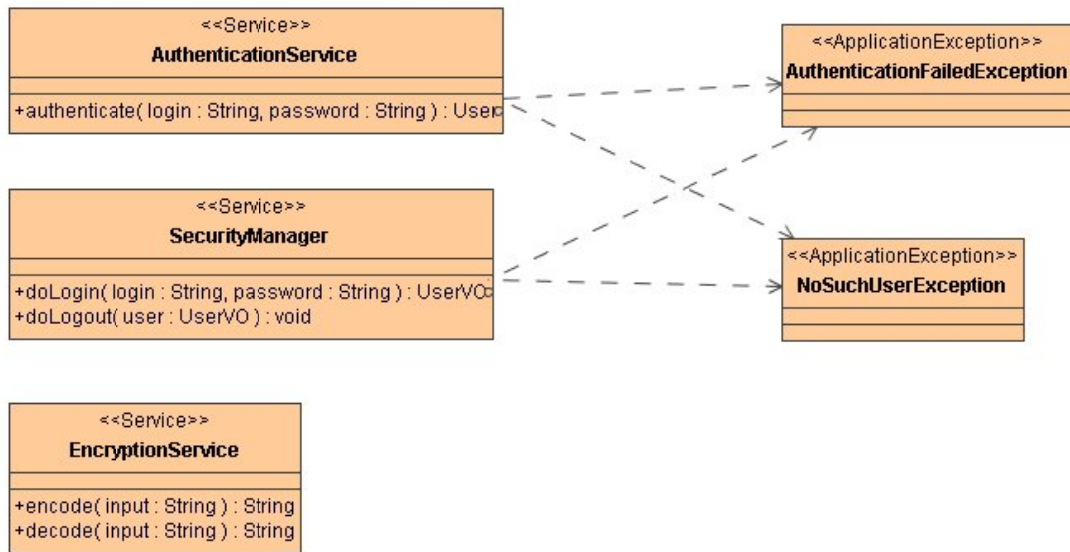 <<Service>>
AuthenticationService
+authenticate( login : String, password : String ) : User
<<Service>>
SecurityManager
+doLogin( login : String, password : String ) : UserVO
+doLogout( user : UserVO ) : void
<<Service>>
EncryptionService
+encode( input : String ) : String
+decode( input : String ) : String
<<ApplicationException>>
AuthenticationFailedException
<<ApplicationException>>
NoSuchUserException